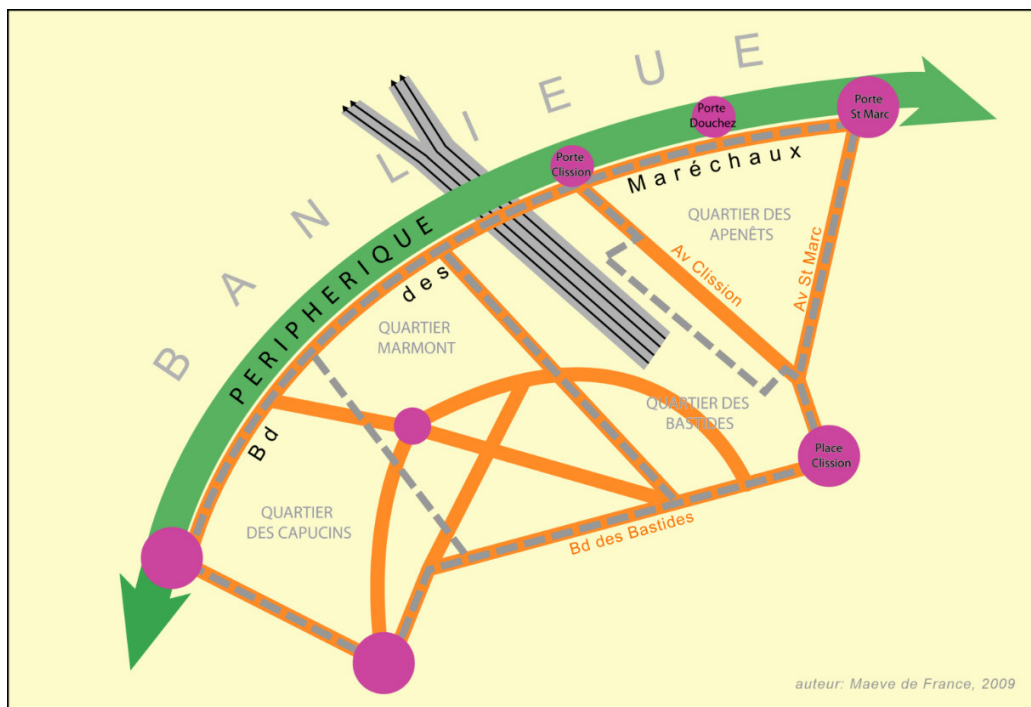 BANLIEUE
PERIPHERIQUE
Bd des Maréchaux
Porte
Clission
Porte
Douchez
Porte
St Marc
QUARTIER DES
APENÊTS
Av Clission
Av St Marc
QUARTIER
MARMONT
QUARTIER DES
BASTIDES
Place
Clission
QUARTIER
DES CAPUCINS
Bd des Bastides
auteur: Maeve de France, 2009